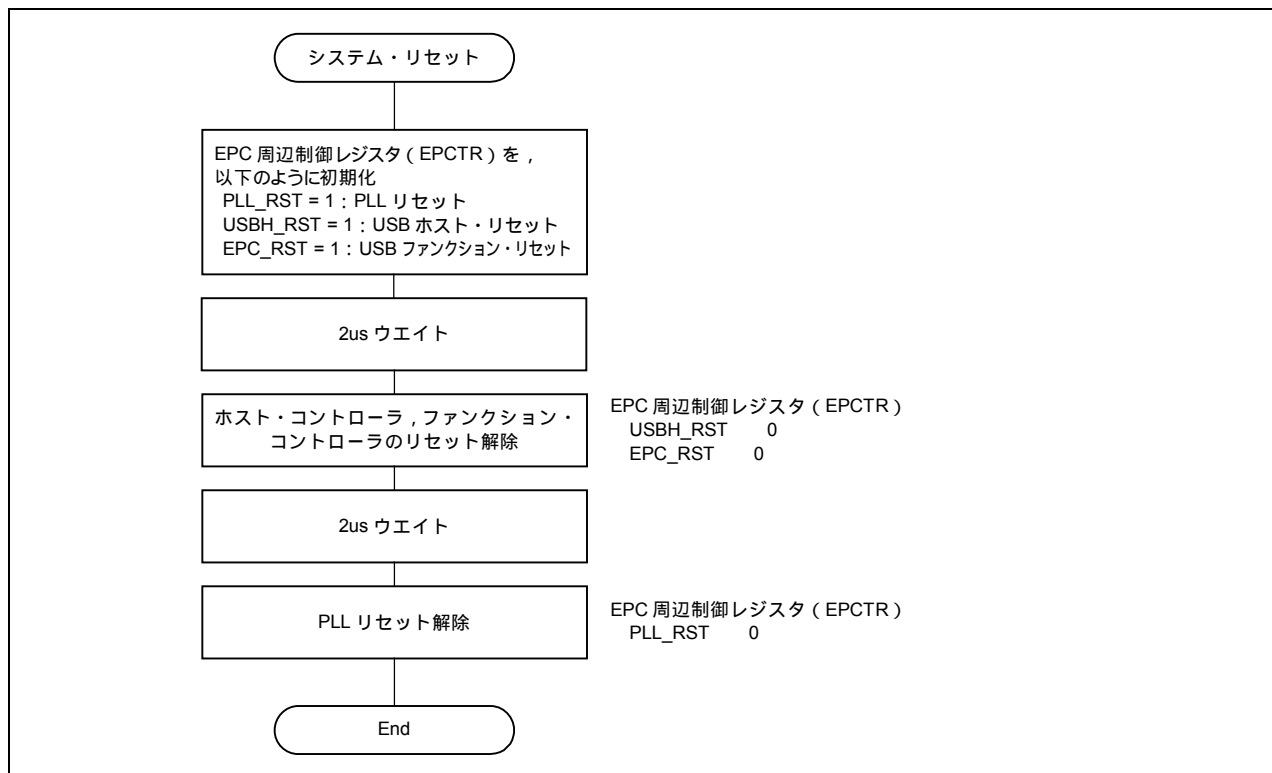 システム・リセット
EPC 周辺制御レジスタ ( EPCTR ) を ,
以下のように初期化
PLL_RST = 1 : PLL リセット
USBH_RST = 1 : USB ホスト・リセット
EPC_RST = 1 : USB ファンクション・リセット
2us ウエイト
ホスト・コントローラ , ファンクション・
コントローラのリセット解除
EPC 周辺制御レジスタ ( EPCTR )
USBH_RST 0
EPC_RST 0
2us ウエイト
PLL リセット解除
EPC 周辺制御レジスタ ( EPCTR )
PLL_RST 0
End